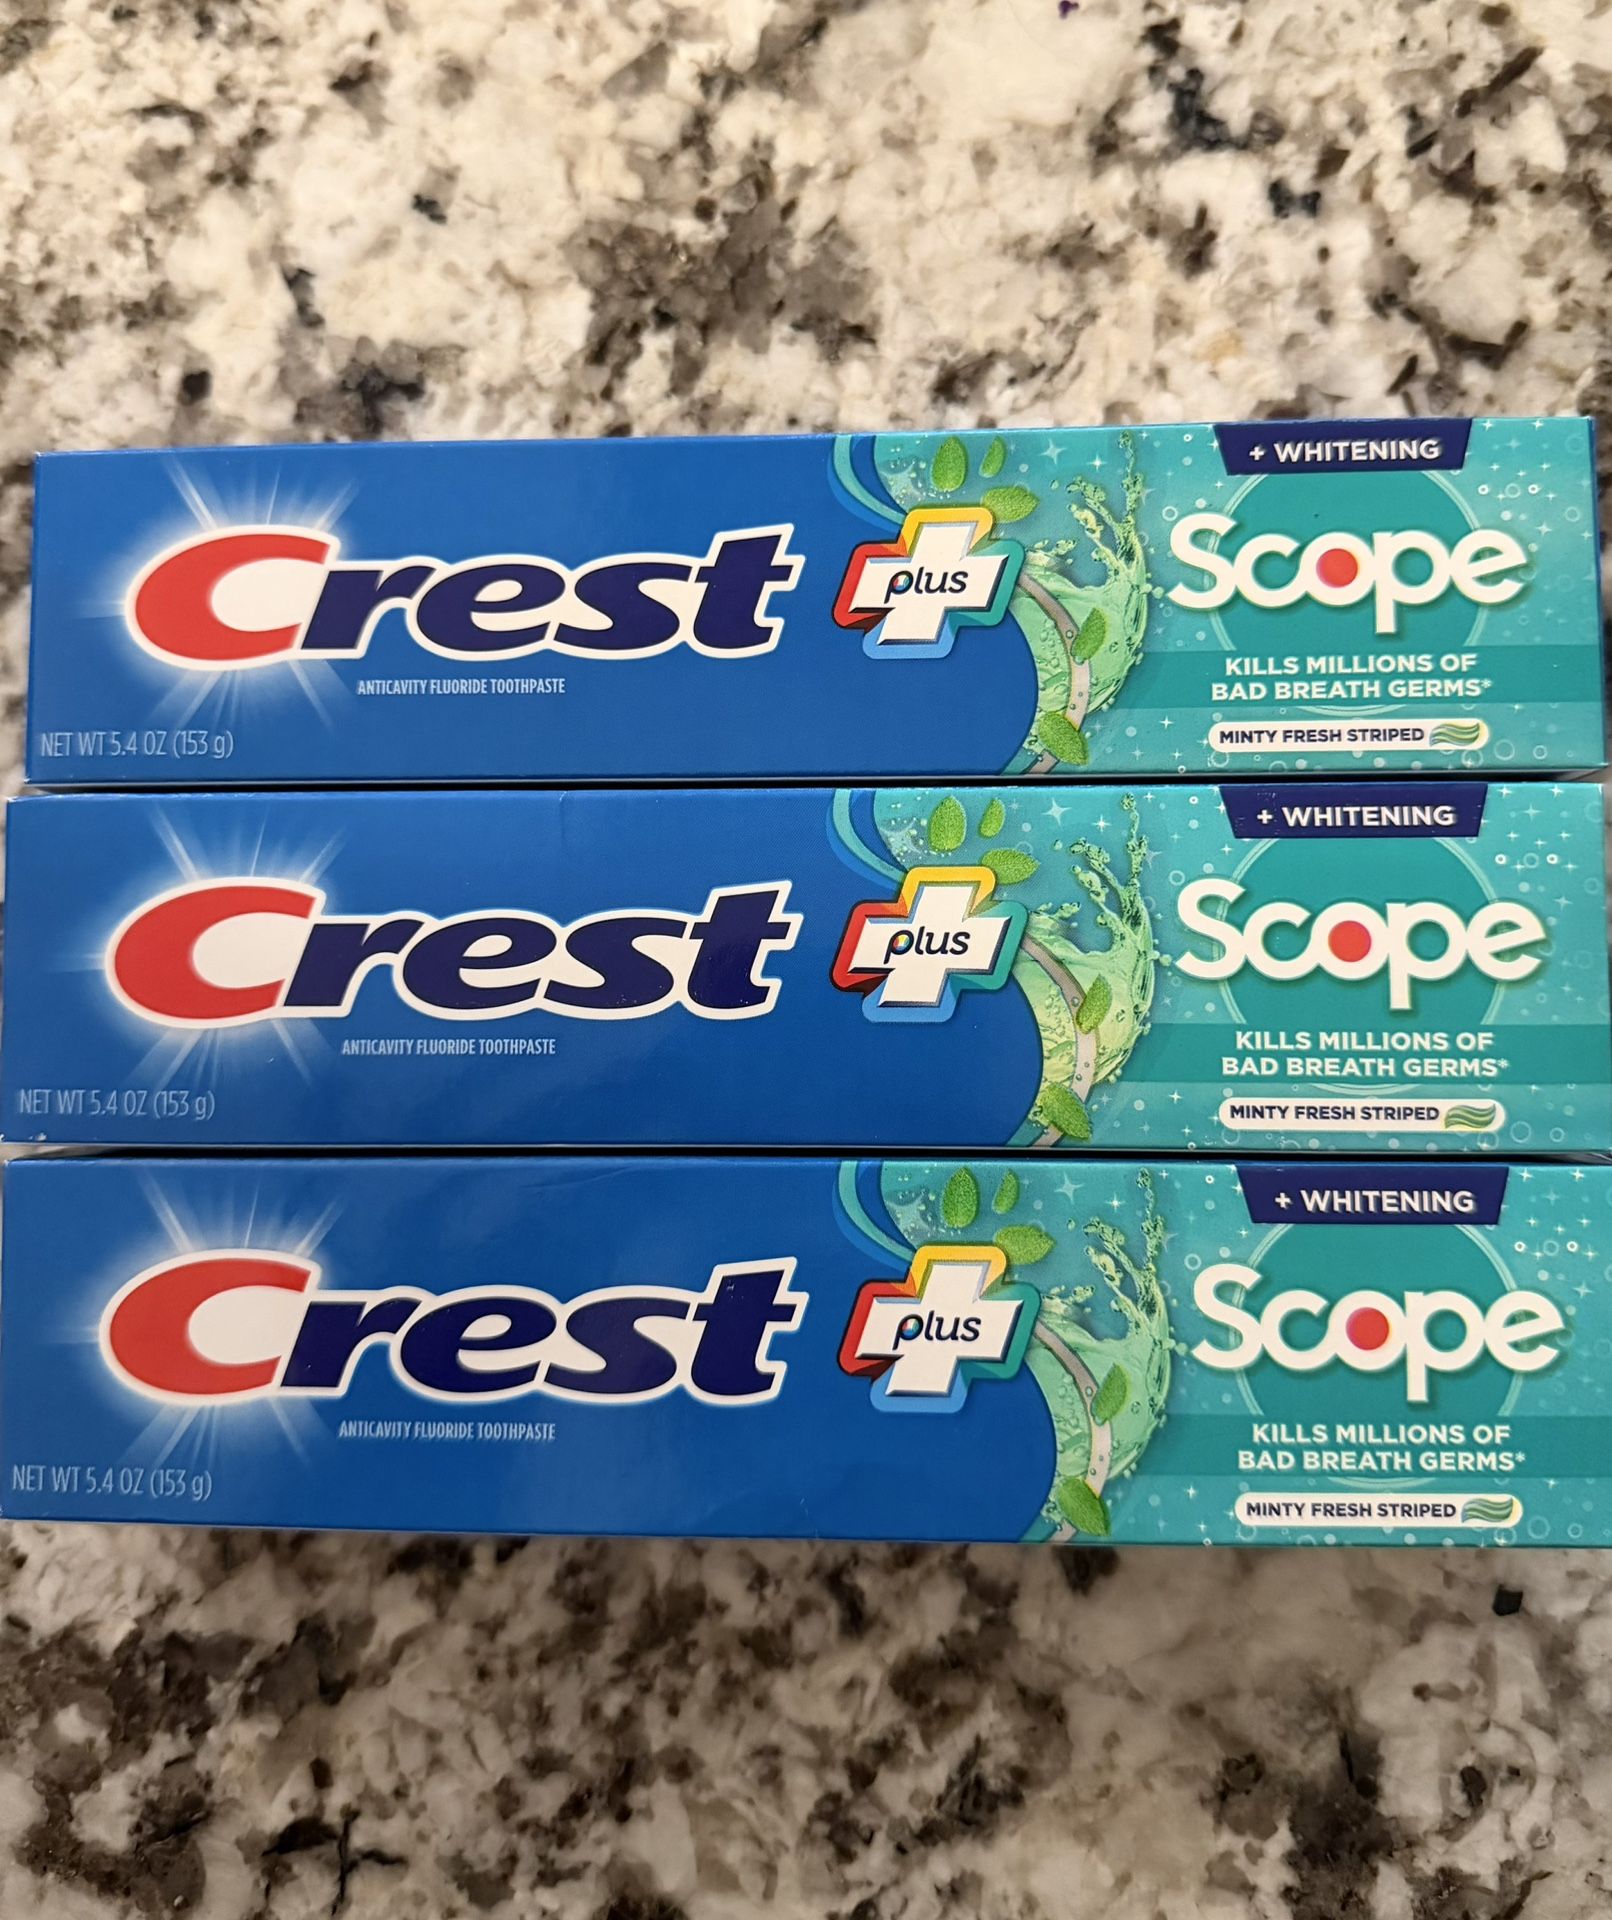 + WHITENING
Crest plus Scope
ANTICAVITY FLUORIDE TOOTHPASTE
KILLS MILLIONS OF
BAD BREATH GERMS*
NET WT 5.4 OZ (153 g)
MINTY FRESH STRIPED
+ WHITENING
Crest plus Scope
ANTICAVITY FLUORIDE TOOTHPASTE
KILLS MILLIONS OF
BAD BREATH GERMS*
NET WT 5.4 OZ (153 g)
MINTY FRESH STRIPED
+ WHITENING
Crest plus Scope
ANTICAVITY FLUORIDE TOOTHPASTE
KILLS MILLIONS OF
BAD BREATH GERMS*
NET WT 5.4 OZ (153 g)
MINTY FRESH STRIPED